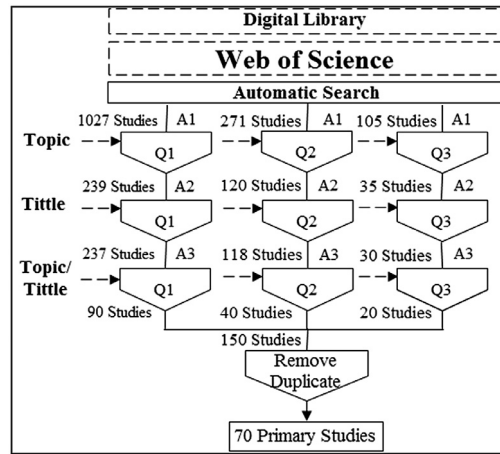 Digital Library
Web of Science
Automatic Search
1027 Studies A1 271 Studies A1 105 Studies A1
Topic Q1 Q2 Q3
239 Studies A2 120 Studies A2 35 Studies A2
Tittle Q1 Q2 Q3
237 Studies A3 118 Studies A3 30 Studies A3
Topic/
Tittle Q1 Q2 Q3
90 Studies 40 Studies 20 Studies
150 Studies
Remove
Duplicate
70 Primary Studies